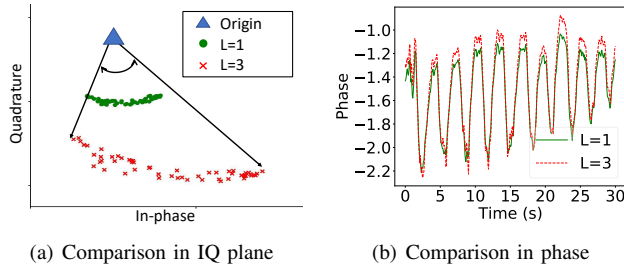 Quadrature
Origin
L=1
L=3
In-phase
(a) Comparison in IQ plane
Phase
−1.0
−1.2
−1.4
−1.6
−1.8
−2.0
−2.2
L=1
L=3
0 5 10 15 20 25 30
Time (s)
(b) Comparison in phase